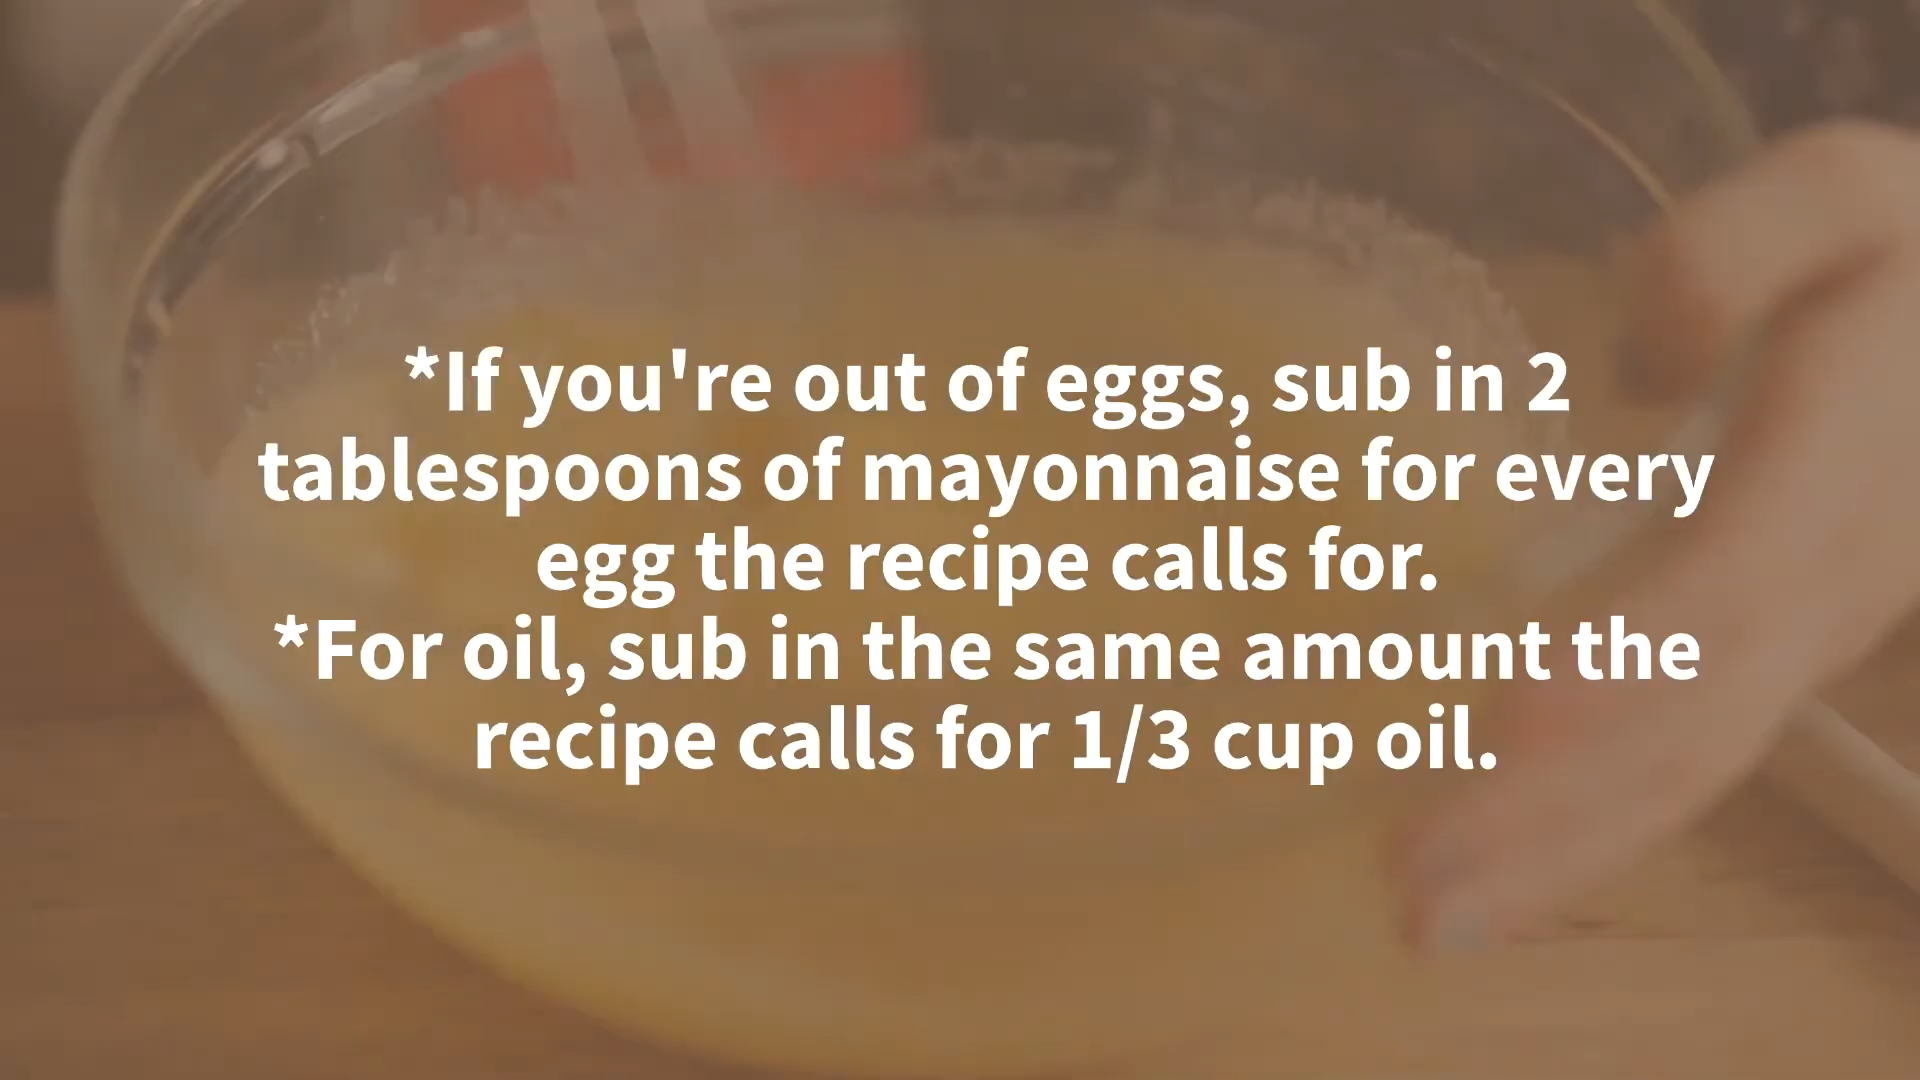 *If you're out of eggs, sub in 2
tablespoons of mayonnaise for every
egg the recipe calls for.
*For oil, sub in the same amount the
recipe calls for 1/3 cup oil.